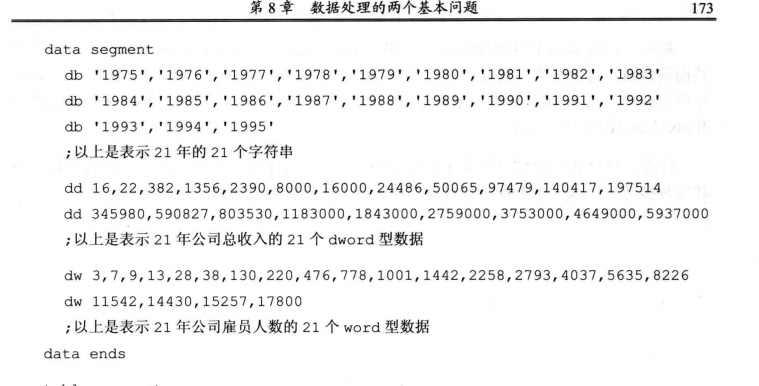 第 8 章 数据处理的两个基本问题 173
data segment
db '1975','1976','1977','1978','1979','1980','1981','1982','1983'
db '1984','1985','1986','1987','1988','1989','1990','1991','1992'
db '1993','1994','1995'
;以上是表示 21 年的 21 个字符串
dd 16,22,382,1356,2390,8000,16000,24486,50065,97479,140417,197514
dd 345980,590827,803530,1183000,1843000,2759000,3753000,4649000,5937000
;以上是表示 21 年公司总收入的 21 个 dword 型数据
dw 3,7,9,13,28,38,130,220,476,778,1001,1442,2258,2793,4037,5635,8226
dw 11542,14430,15257,17800
;以上是表示 21 年公司雇员人数的 21 个 word 型数据
data ends